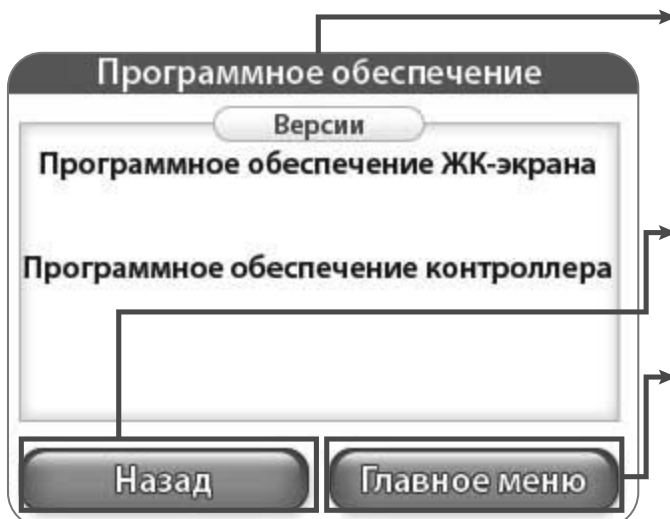 Программное обеспечение
Версии
Программное обеспечение ЖК-экрана
Программное обеспечение контроллера
Назад
Главное меню